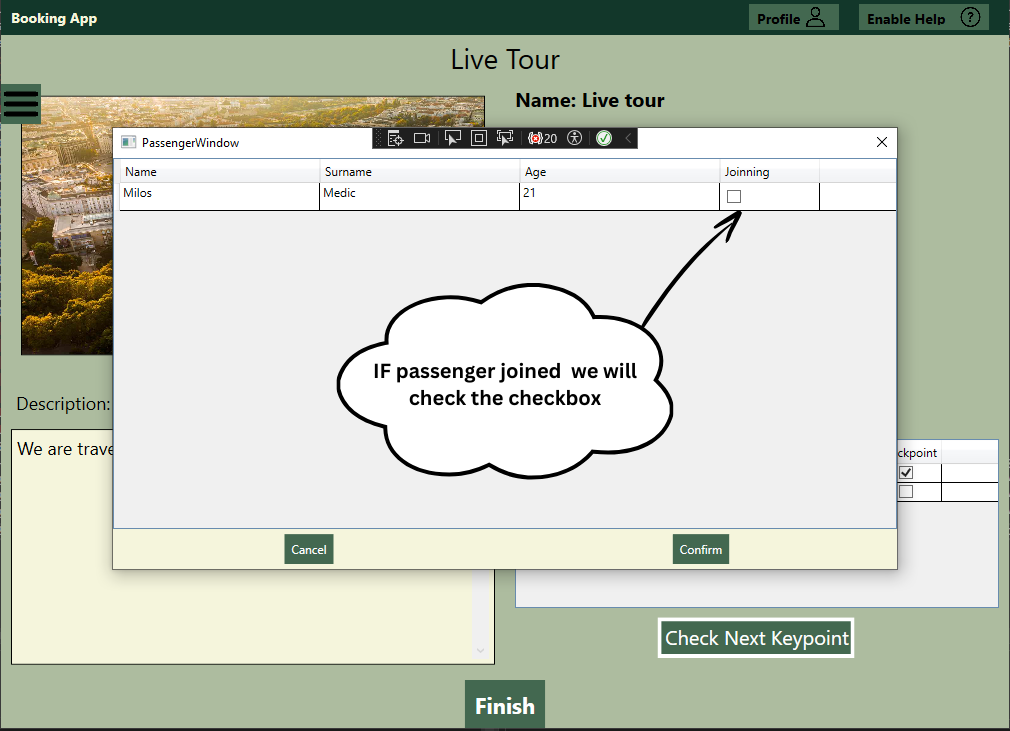 Booking App
Profile
Enable Help ?
Live Tour
Name: Live tour
PassengerWindow
20
Name Surname Age Joinning
Milos Medic 21
IF passenger joined we will
check the checkbox
Description:
We are trave
ckpoint
Cancel
Confirm
Check Next Keypoint
Finish